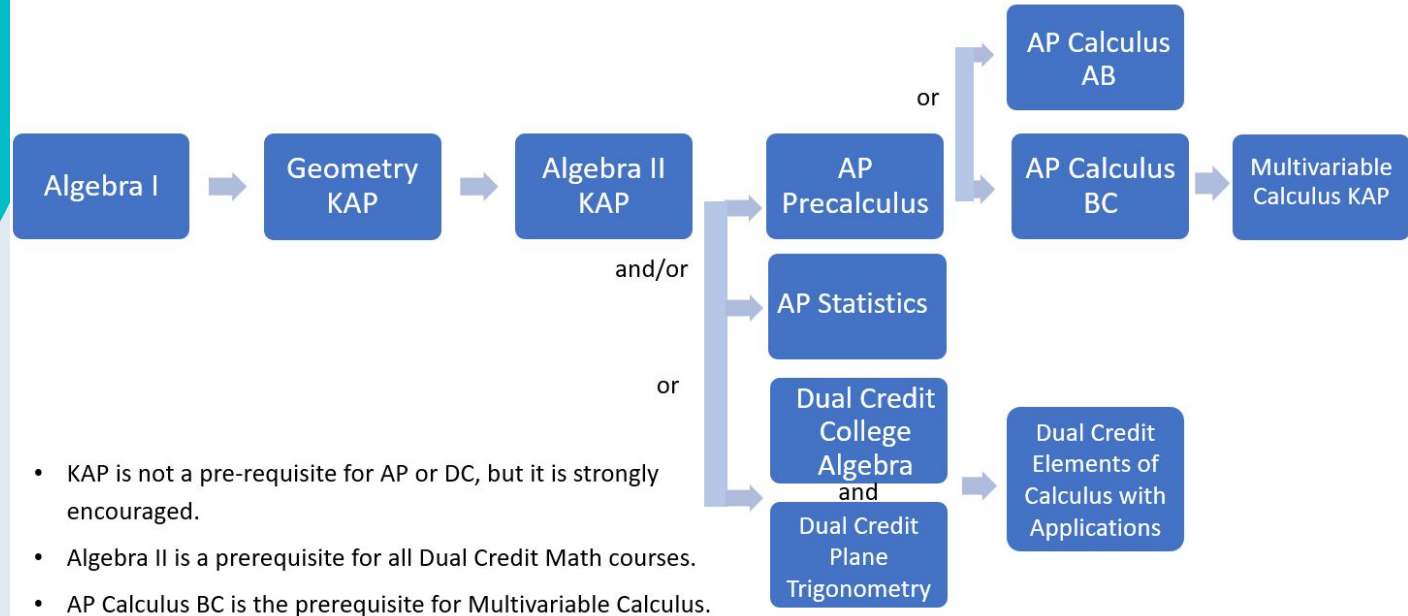 Algebra I
Geometry
KAP
Algebra II
KAP
and/or
or
AP
Precalculus
AP Statistics
Dual Credit
College
Algebra
and
Dual Credit
Plane
Trigonometry
or
AP Calculus
AB
AP Calculus
BC
Multivariable
Calculus KAP
Dual Credit
Elements of
Calculus with
Applications
• KAP is not a pre-requisite for AP or DC, but it is strongly
encouraged.
• Algebra II is a prerequisite for all Dual Credit Math courses.
• AP Calculus BC is the prerequisite for Multivariable Calculus.